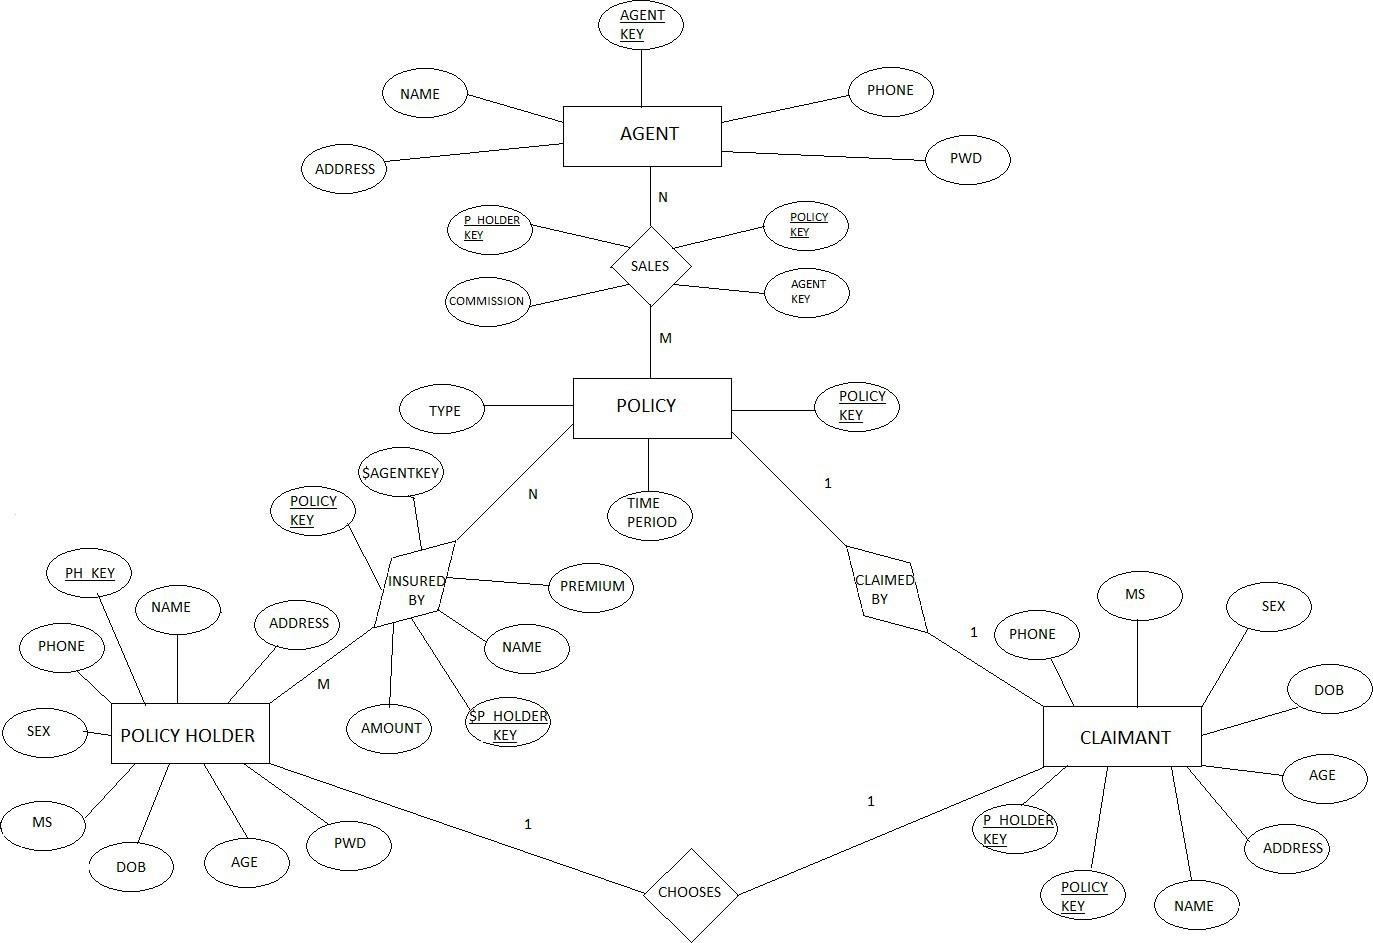 AGENT
KEY
NAME
PHONE
AGENT
ADDRESS
PWD
N
P_HOLDER
KEY
POLICY
KEY
SALES
COMMISSION
AGENT
KEY
M
TYPE
POLICY
POLICY
KEY
$AGENTKEY
1
N
POLICY
KEY
TIME
PERIOD
INSURED
BY
PREMIUM
CLAIMED
BY
PH_KEY
NAME
ADDRESS
PHONE
NAME
1
PHONE
MS
SEX
M
DOB
SEX
POLICY HOLDER
AMOUNT
$P_HOLDER
KEY
CLAIMANT
AGE
1
1
MS
PWD
P_HOLDER
KEY
ADDRESS
DOB
AGE
CHOOSES
POLICY
KEY
NAME